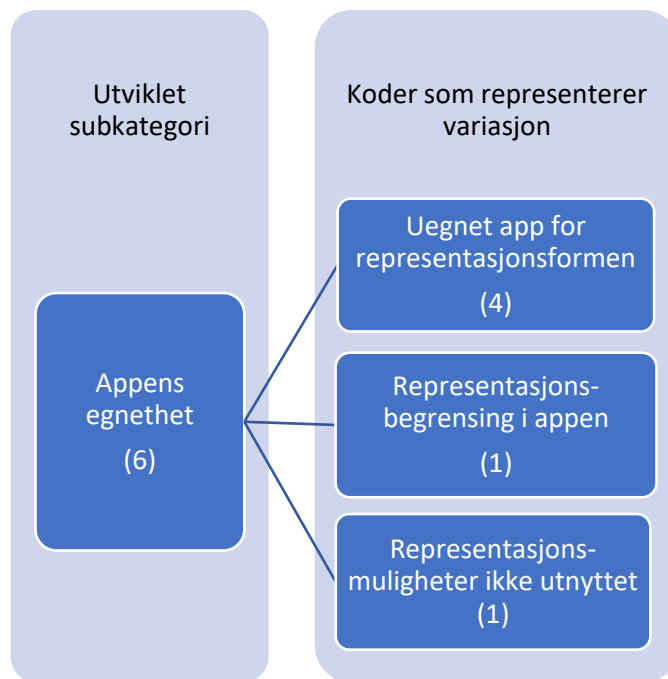 Utviklet
subkategori
Koder som representerer
variasjon
Appens
egnethet
(6)
Uegnet app for
representasjonsformen
(4)
Representasjons-
begrensing i appen
(1)
Representasjons-
muligheter ikke utnyttet
(1)